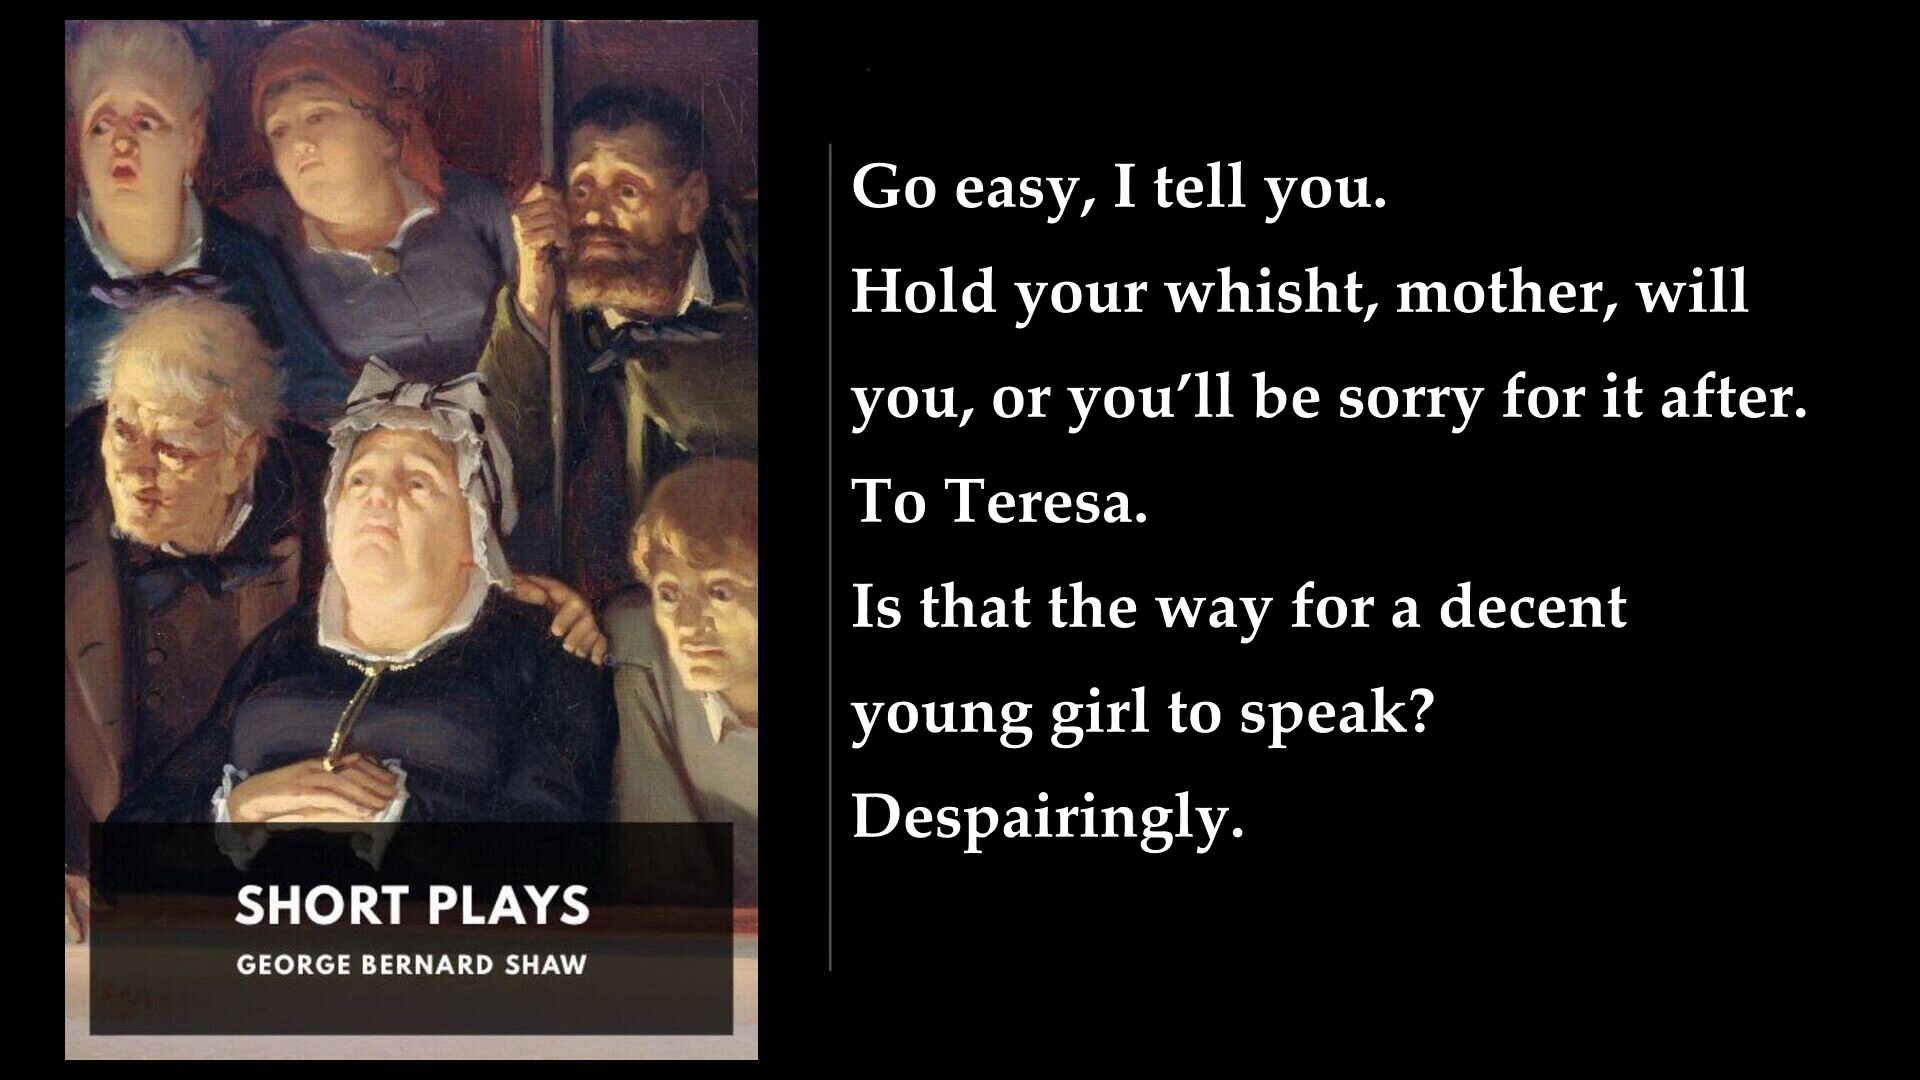 SHORT PLAYS
GEORGE BERNARD SHAW
Go easy, I tell you.
Hold your whisht, mother, will
you, or you’ll be sorry for it after.
To Teresa.
Is that the way for a decent
young girl to speak?
Despairingly.